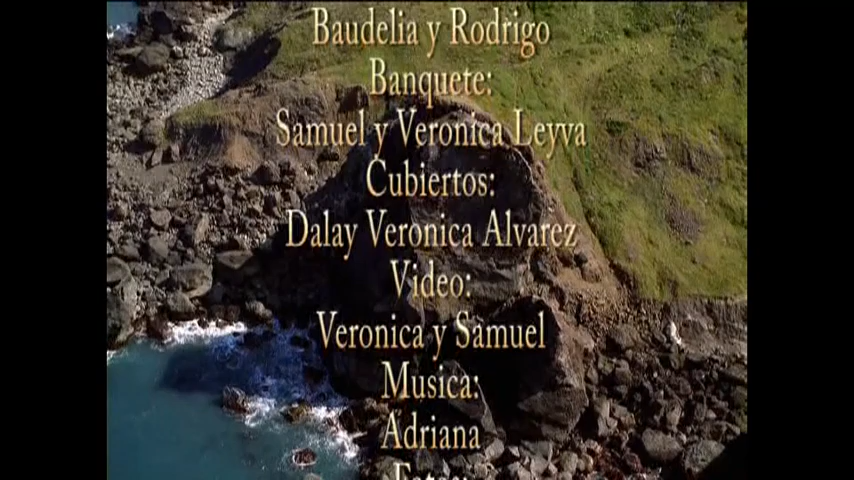 Baudelia y Rodrigo
Banquete:
Samuel y Veronica Leyva
Cubiertos:
Dalay Veronica Alvarez
Video:
Veronica y Samuel
Musica:
Adriana